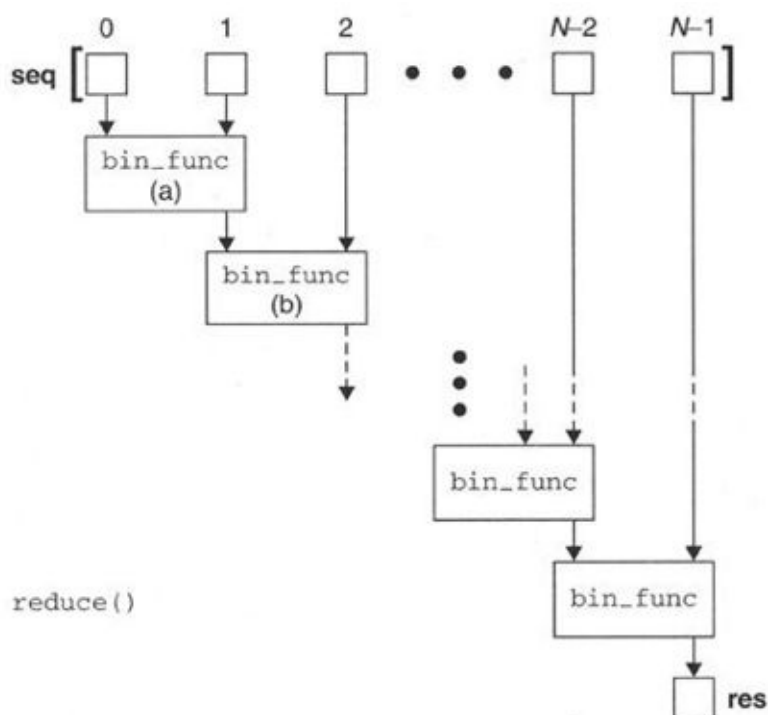 0 1 2 N–2 N–1
seq [ ]
bin_func
(a)
bin_func
(b)
bin_func
bin_func
reduce()
res